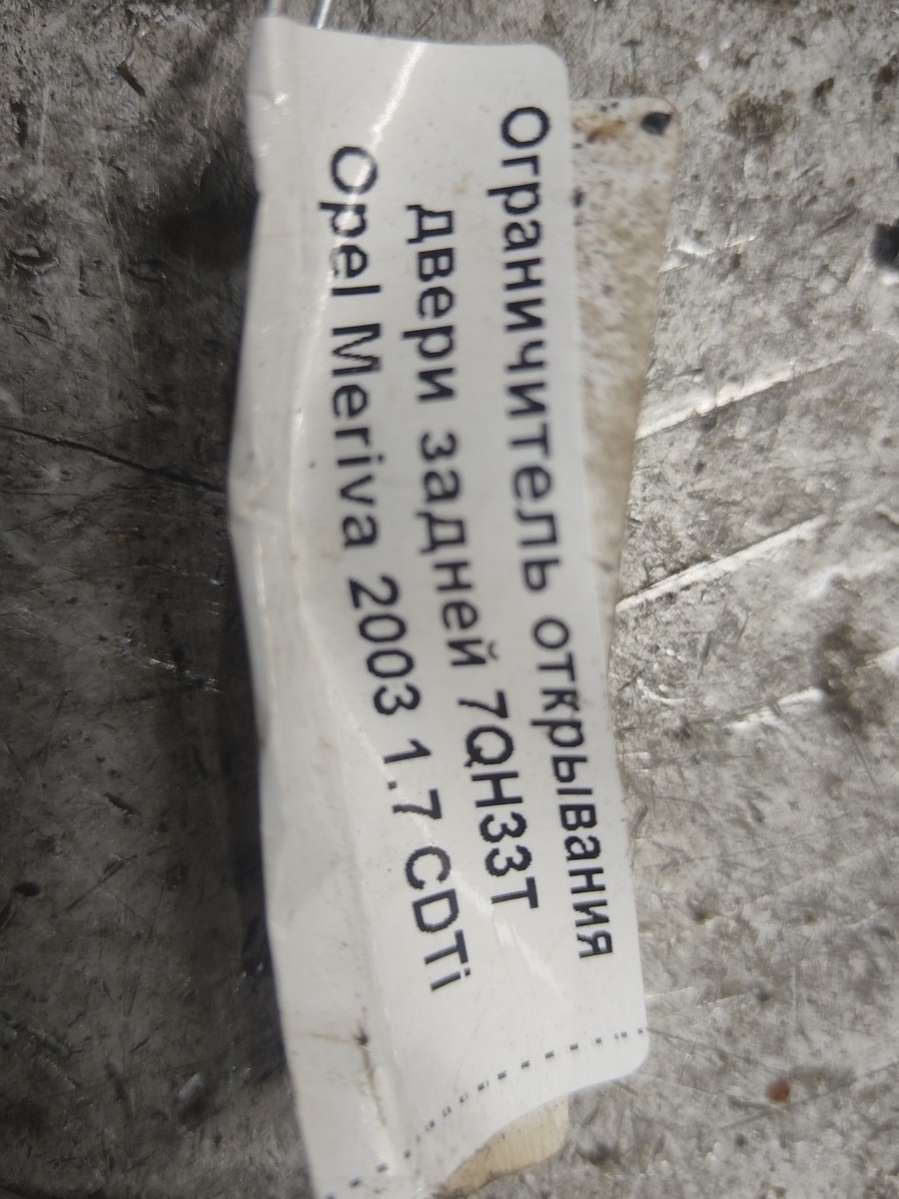 Ограничитель открывания
двери задней 7QH33T
Opel Meriva 2003 1.7 CDTi